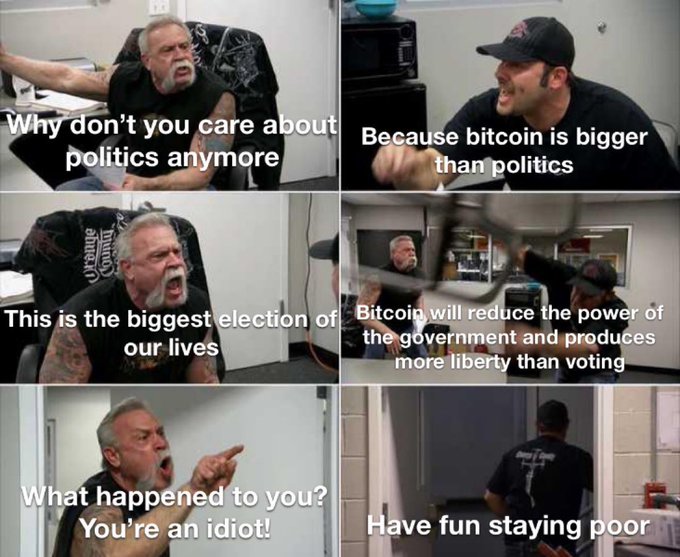 Why don't you care about
politics anymore
Because bitcoin is bigger
than politics
This is the biggest election of
our lives
Bitcoin will reduce the power of
the government and produces
more liberty than voting
What happened to you?
You're an idiot!
Have fun staying poor